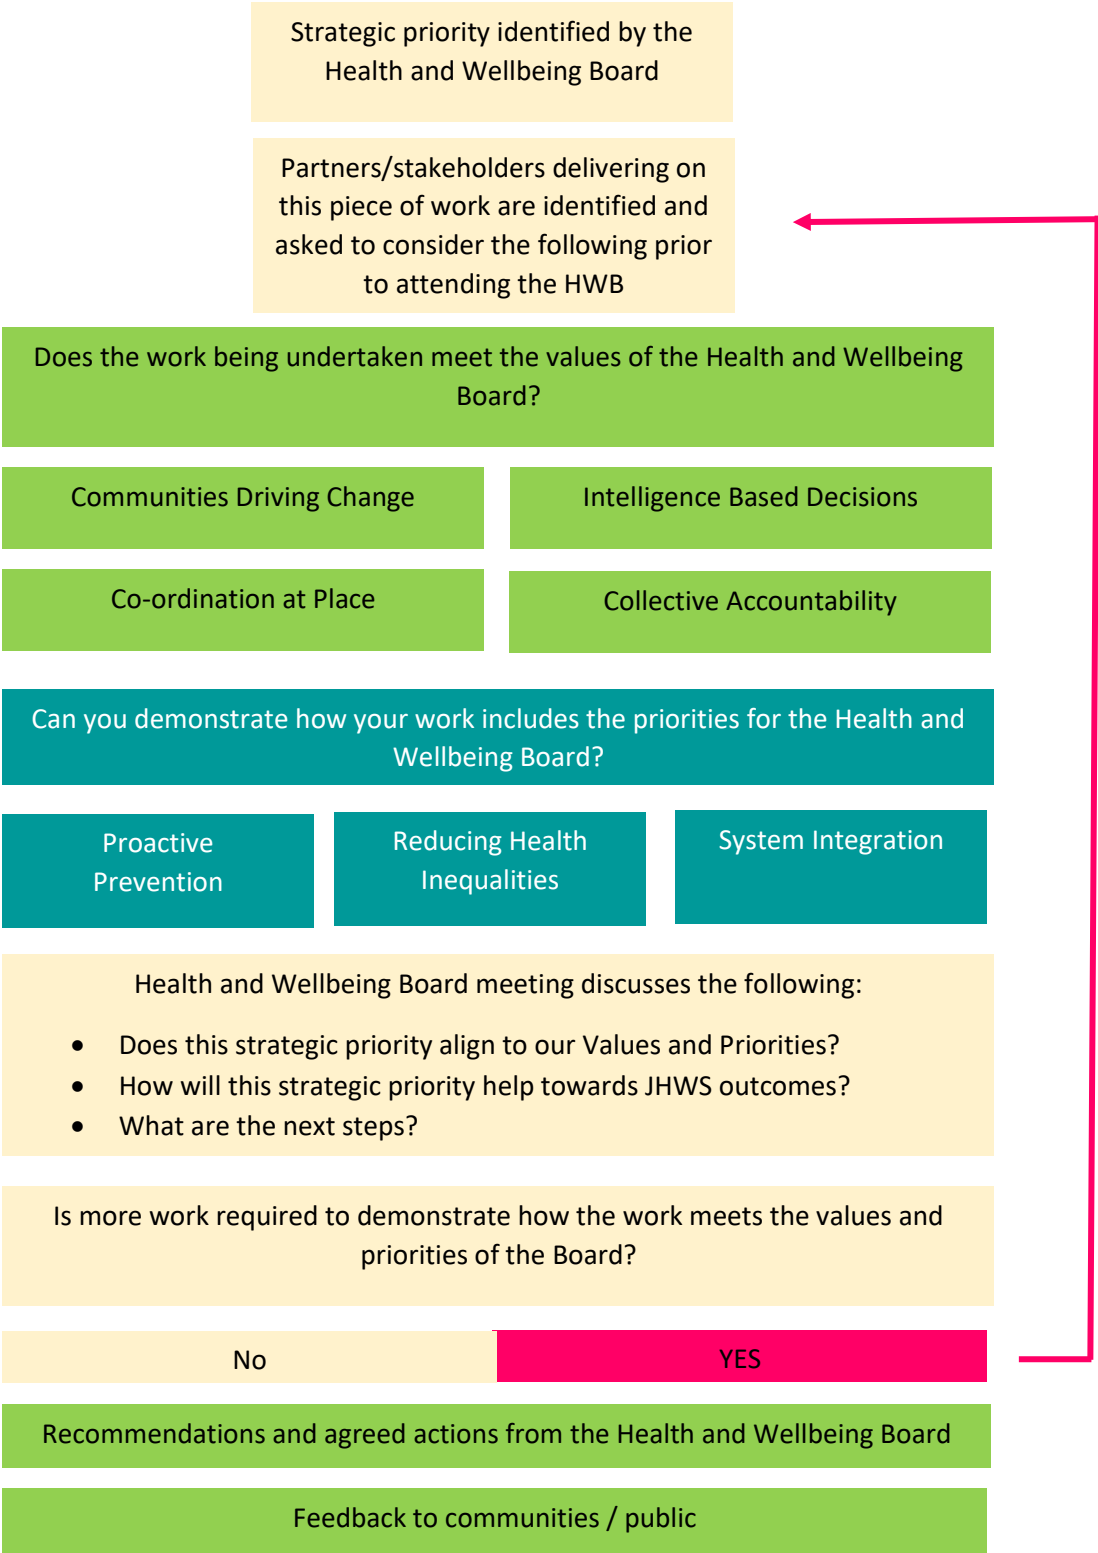 Strategic priority identified by the
Health and Wellbeing Board
Partners/stakeholders delivering on
this piece of work are identified and
asked to consider the following prior
to attending the HWB
Does the work being undertaken meet the values of the Health and Wellbeing
Board?
Communities Driving Change
Intelligence Based Decisions
Co-ordination at Place
Collective Accountability
Can you demonstrate how your work includes the priorities for the Health and
Wellbeing Board?
Proactive
Prevention
Reducing Health
Inequalities
System Integration
Health and Wellbeing Board meeting discusses the following:
• Does this strategic priority align to our Values and Priorities?
• How will this strategic priority help towards JHWS outcomes?
• What are the next steps?
Is more work required to demonstrate how the work meets the values and
priorities of the Board?
No
YES
Recommendations and agreed actions from the Health and Wellbeing Board
Feedback to communities / public